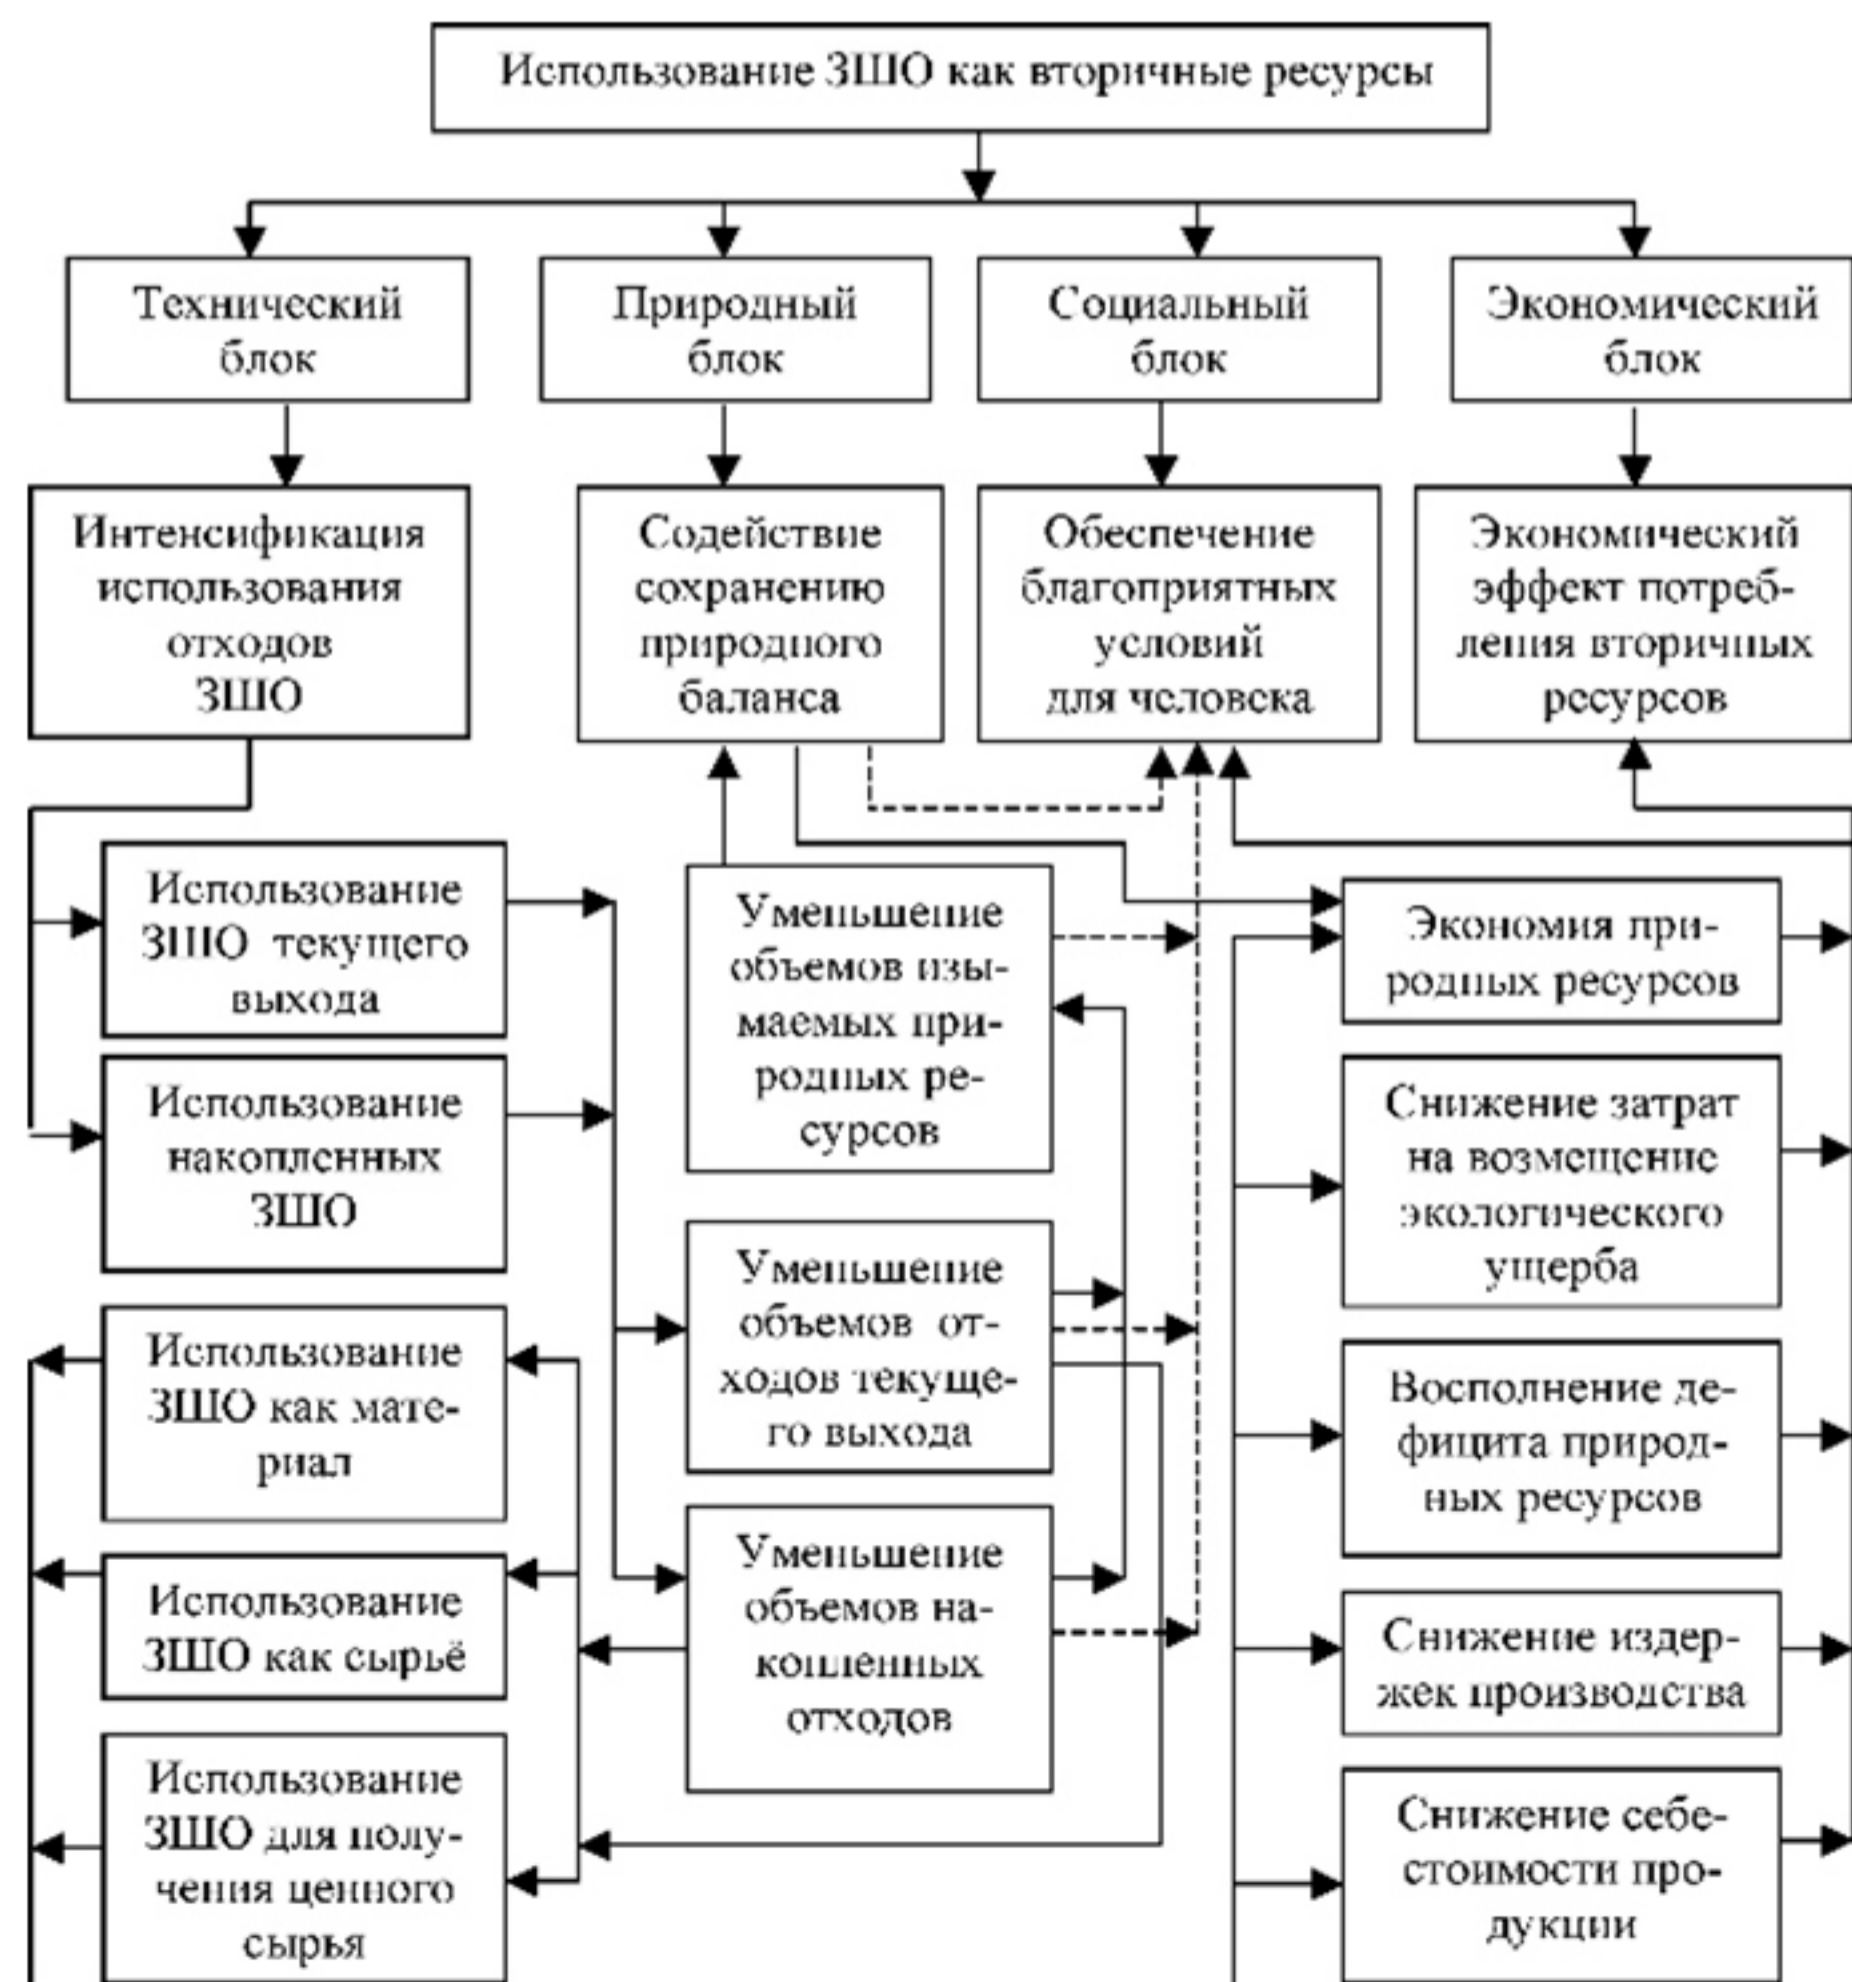 Использование ЗШО как вторичные ресурсы
Технический
блок
Природный
блок
Социальный
блок
Экономический
блок
Интенсификация
использования
отходов
ЗШО
Содействие
сохранению
природного
баланса
Обеспечение
благоприятных
условий
для человека
Экономический
эффект потреб-
ления вторичных
ресурсов
Использование
ЗШО текущего
выхода
Использование
накопленных
ЗШО
Использование
ЗШО как мате-
риал
Использование
ЗШО как сырьё
Использование
ЗШО для полу-
чения ценного
сырья
Уменьшение
объемов изы-
маемых при-
родных ре-
сурсов
Уменьшение
объемов от-
ходов текуще-
го выхода
Уменьшение
объемов на-
копленных
отходов
Экономия при-
родных ресурсов
Снижение затрат
на возмещение
экологического
ущерба
Восполнение де-
фицита природ-
ных ресурсов
Снижение издер-
жек производства
Снижение себе-
стоимости про-
дукции